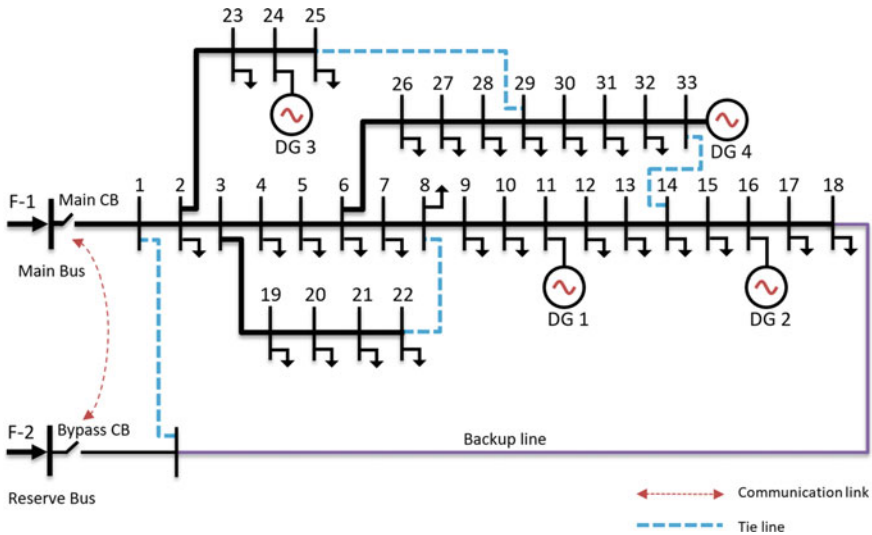 23 24 25
26 27 28 29 30 31 32 33
DG 3
DG 4
1 2 3 4 5 6 7 8 9 10 11 12 13 14 15 16 17 18
F-1
Main CB
Main Bus
19 20 21 22
DG 1
DG 2
F-2
Bypass CB
Backup line
Reserve Bus
Communication link
Tie line